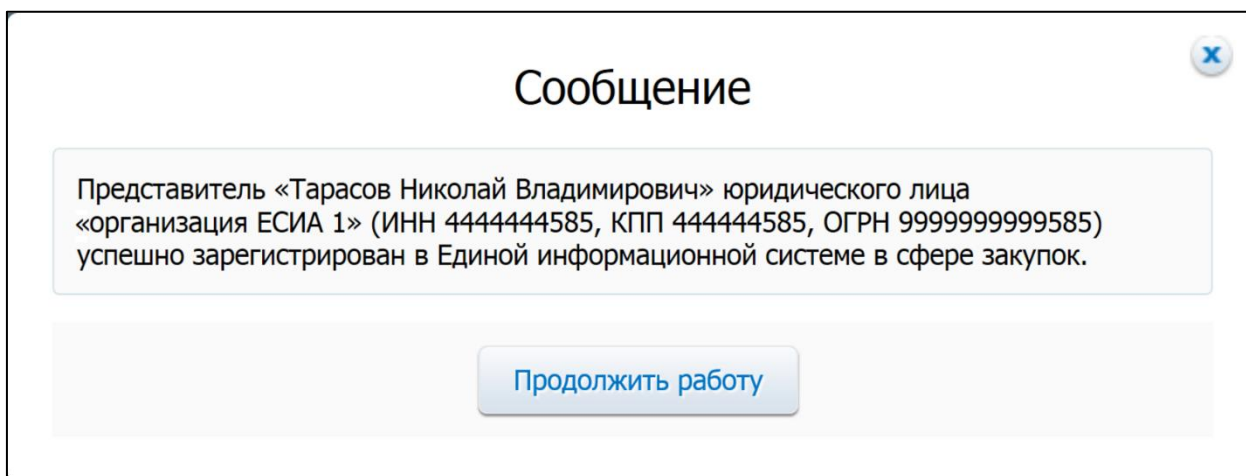 Сообщение
x
Представитель «Тарасов Николай Владимирович» юридического лица
«организация ЕСИА 1» (ИНН 4444444585, КПП 444444585, ОГРН 9999999999585)
успешно зарегистрирован в Единой информационной системе в сфере закупок.
Продолжить работу